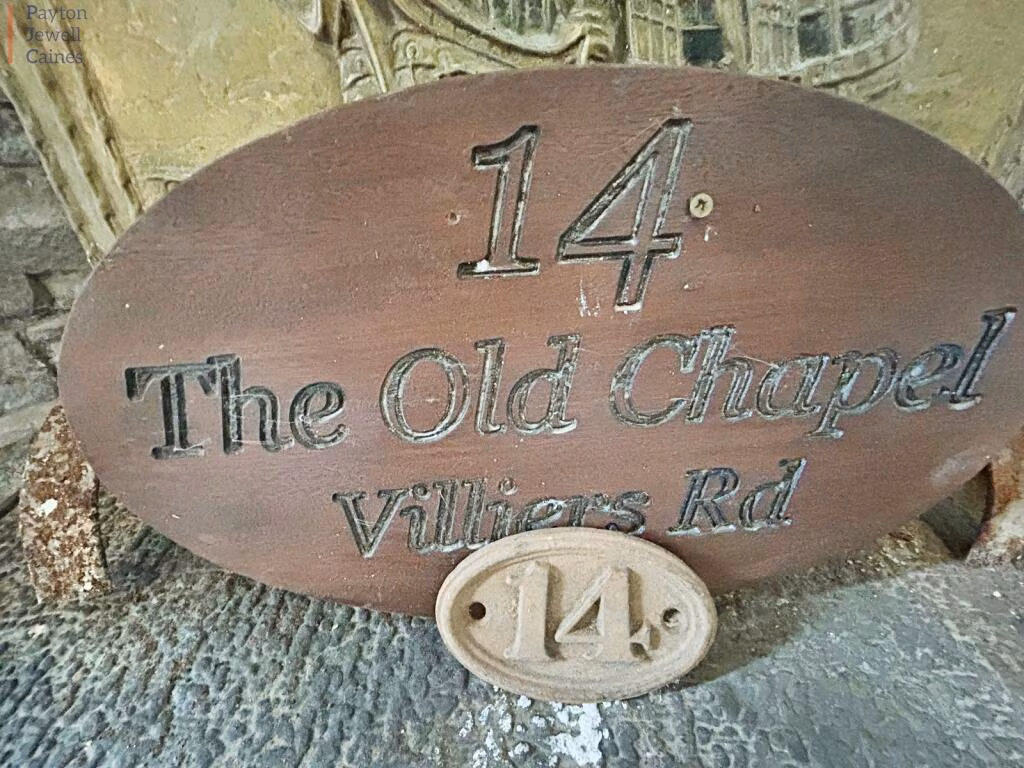 Payton
Jewell
Caines
14
The Old Chapel
Villiers Rd
14